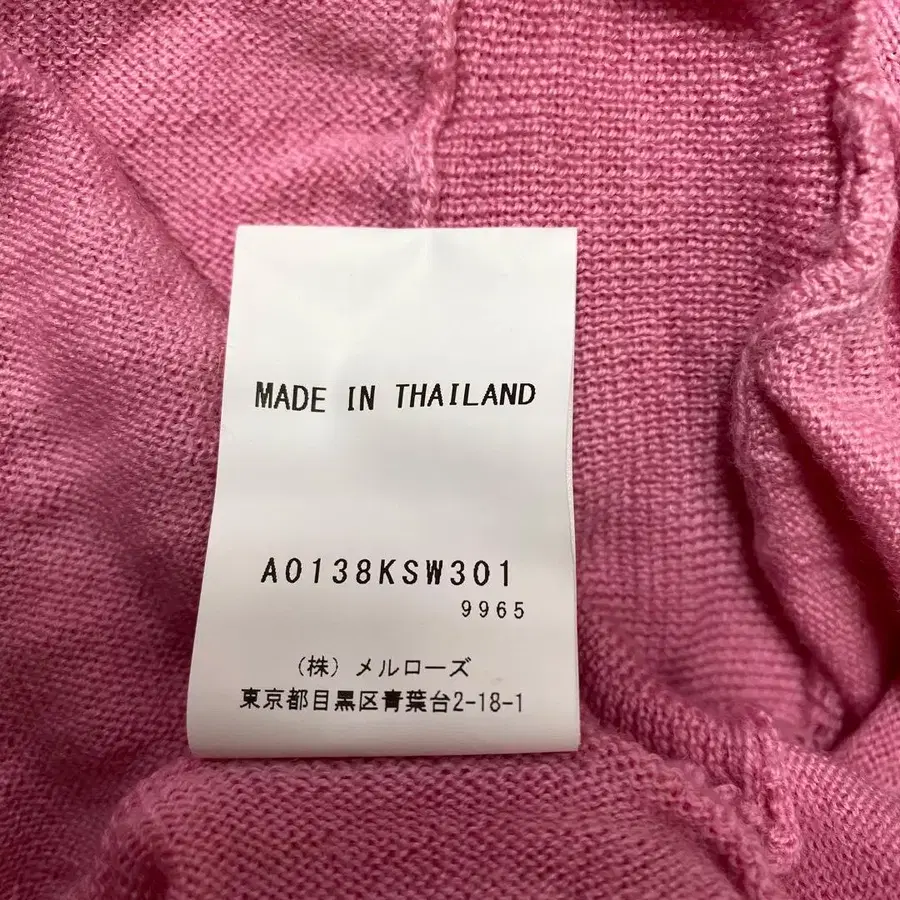 MADE IN THAILAND
A0138KSW301
9965
(株) メルローズ
東京都目黒区青葉台2-18-1